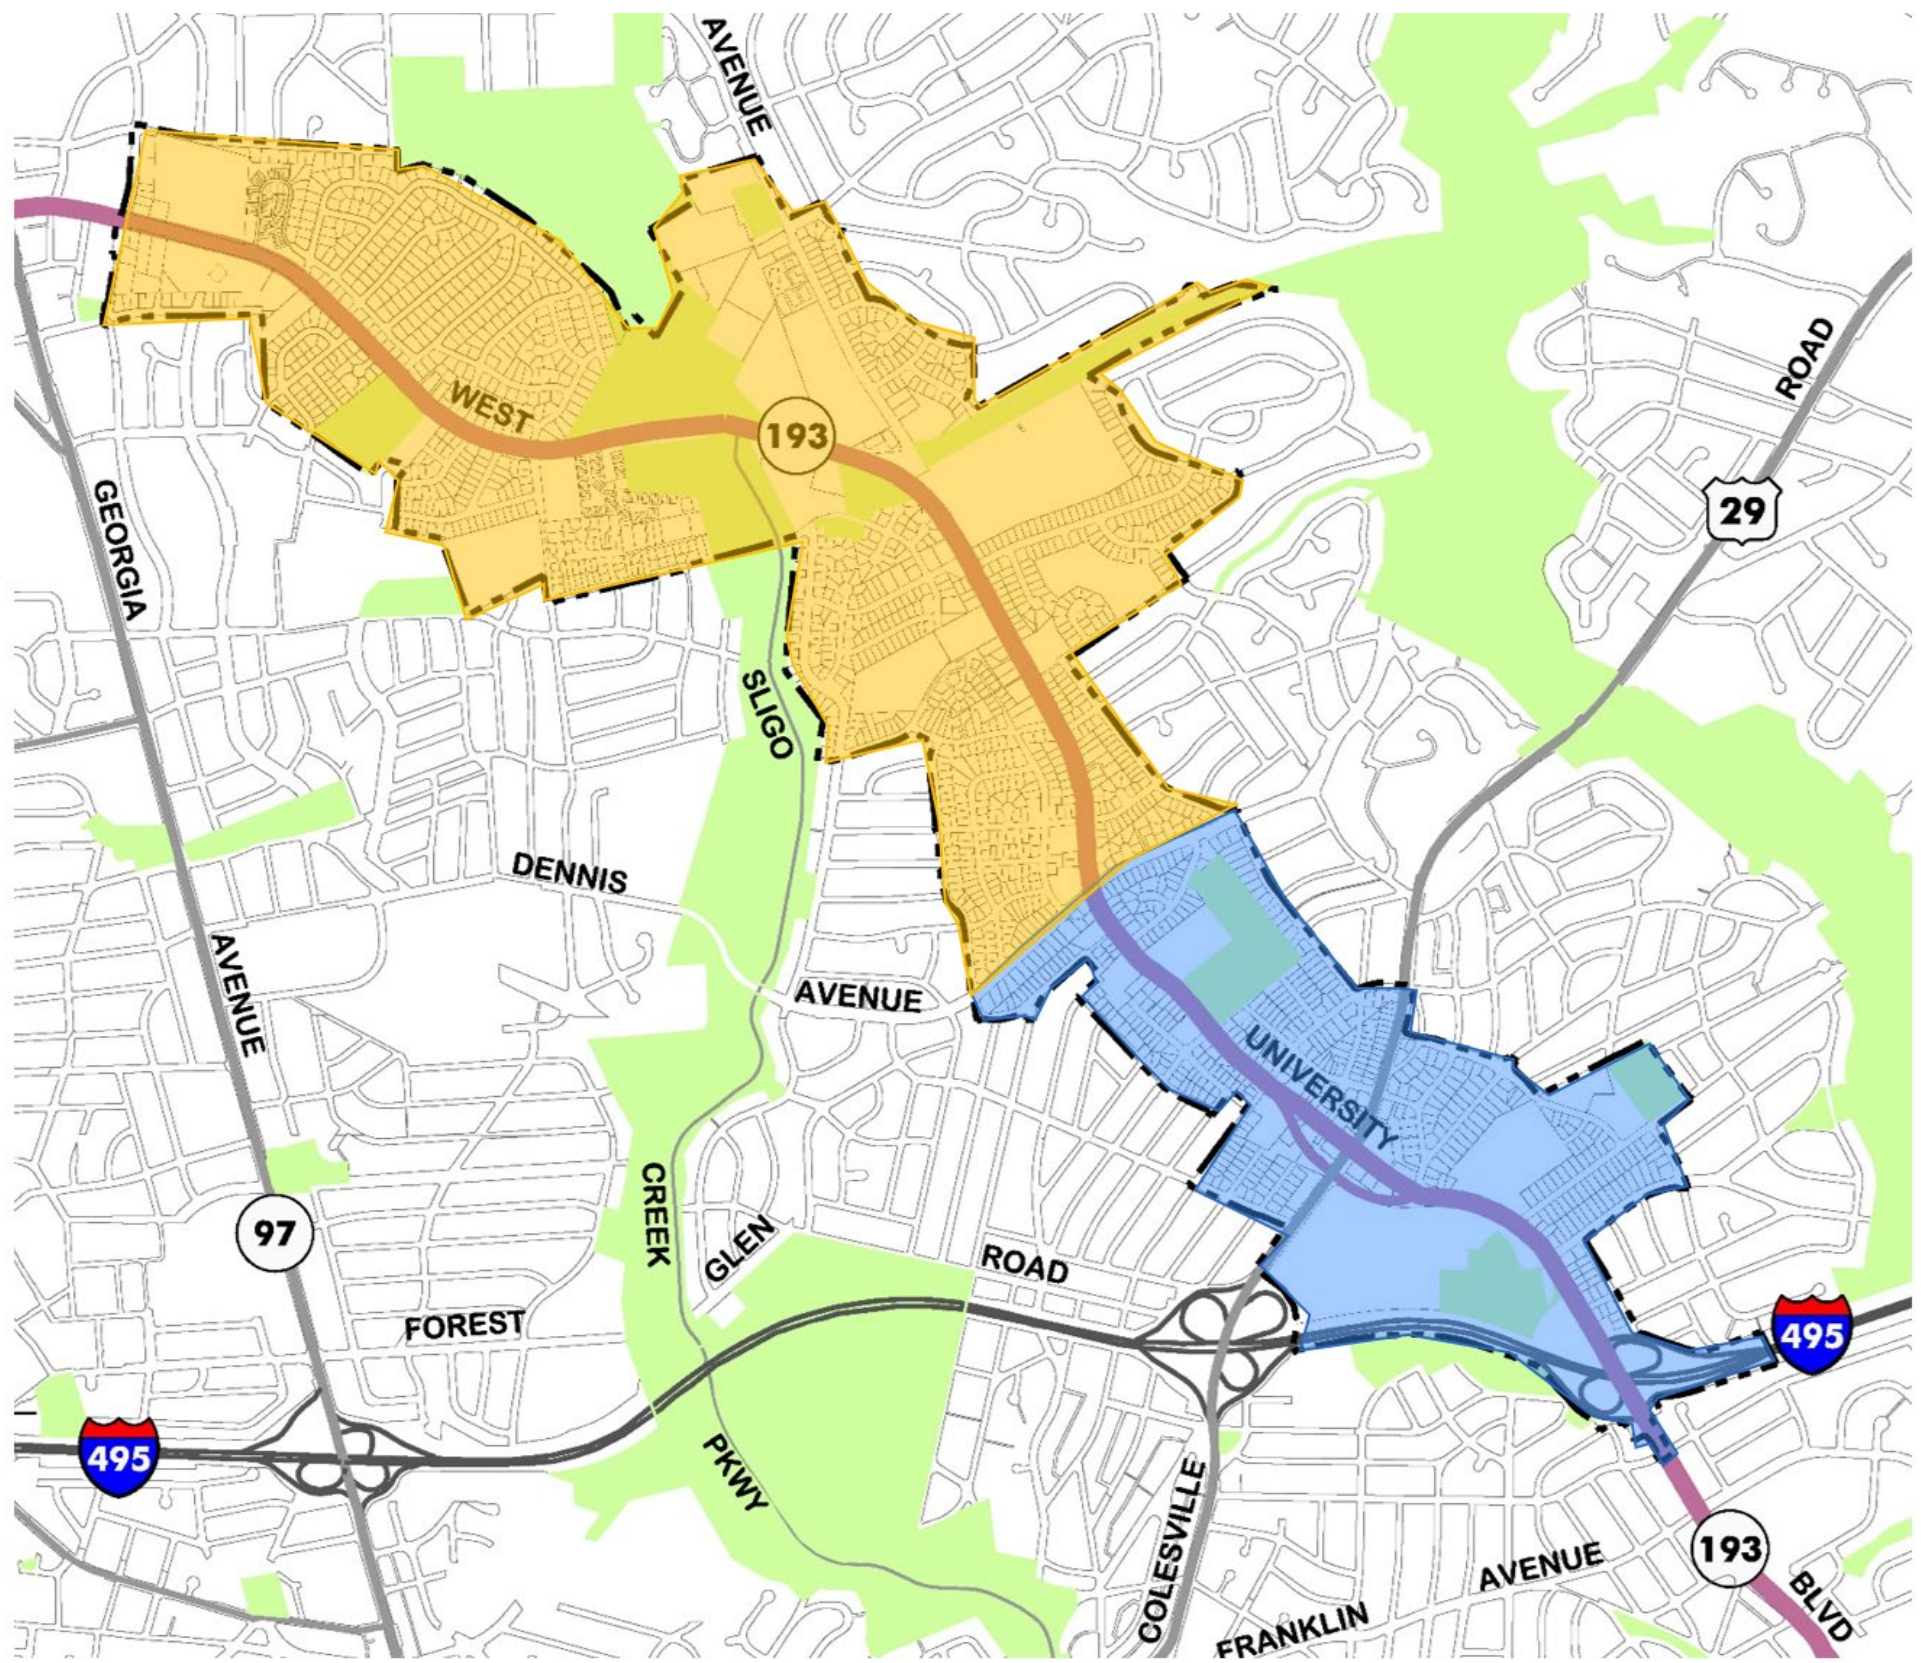 AVENUE
WEST
193
ROAD
29
GEORGIA
SLIGO
DENNIS
AVENUE
AVENUE
UNIVERSITY
CREEK
97
GLEN
ROAD
FOREST
495
495
PKWY
COLESVILLE
193
AVENUE
BLVD
FRANKLIN